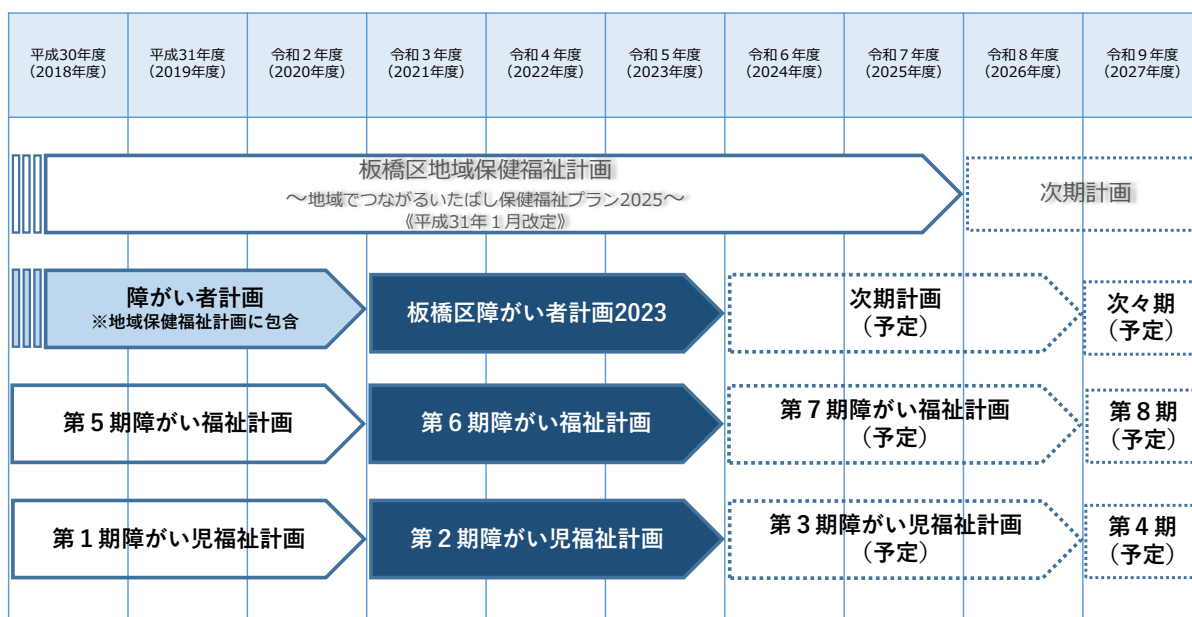 平成30年度
（2018年度）
平成31年度
（2019年度）
令和２年度
（2020年度）
令和３年度
（2021年度）
令和４年度
（2022年度）
令和５年度
（2023年度）
令和６年度
（2024年度）
令和７年度
（2025年度）
令和８年度
（2026年度）
令和９年度
（2027年度）
板橋区地域保健福祉計画
～地域でつながるいたばし保健福祉プラン2025～
《平成31年１月改定》
次期計画
障がい者計画
※地域保健福祉計画に包含
板橋区障がい者計画2023
次期計画
（予定）
次々期
（予定）
第５期障がい福祉計画
第６期障がい福祉計画
第７期障がい福祉計画
（予定）
第８期
（予定）
第１期障がい児福祉計画
第２期障がい児福祉計画
第３期障がい児福祉計画
（予定）
第４期
（予定）